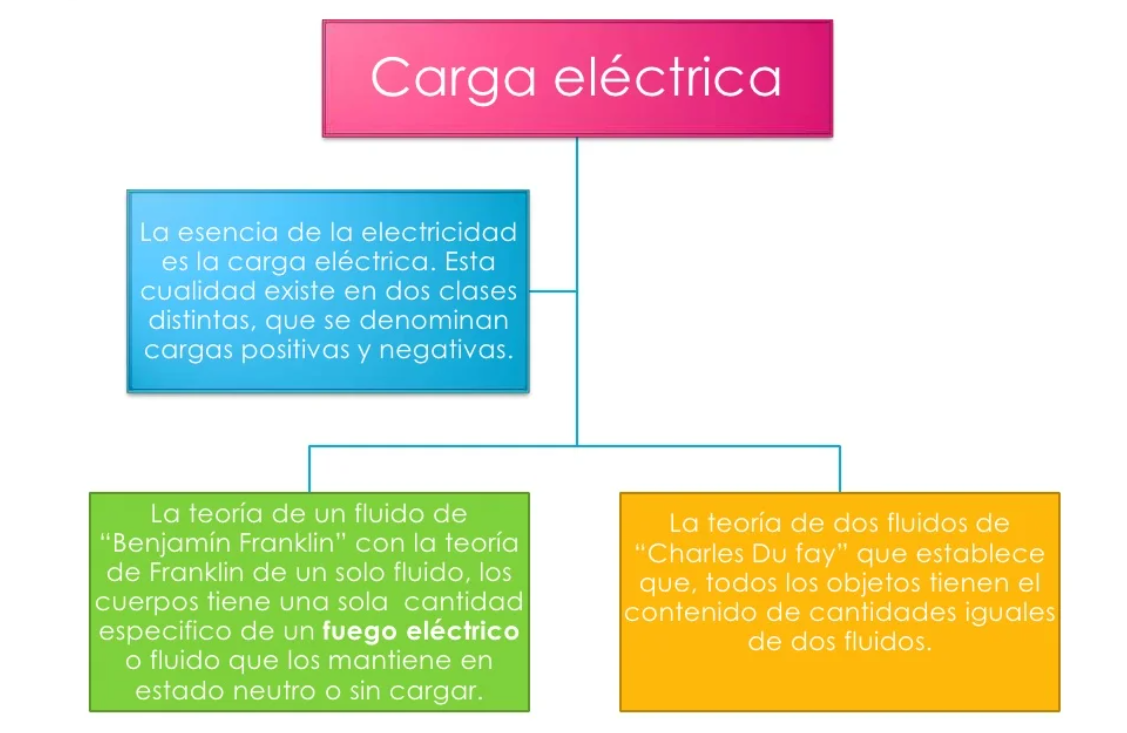 Carga eléctrica
La esencia de la electricidad
es la carga eléctrica. Esta
cualidad existe en dos clases
distintas, que se denominan
cargas positivas y negativas.
La teoría de un fluido de
“Benjamín Franklin” con la teoría
de Franklin de un solo fluido, los
cuerpos tiene una sola cantidad
especifico de un fuego eléctrico
o fluido que los mantiene en
estado neutro o sin cargar.
La teoría de dos fluidos de
“Charles Du fay” que establece
que, todos los objetos tienen el
contenido de cantidades iguales
de dos fluidos.